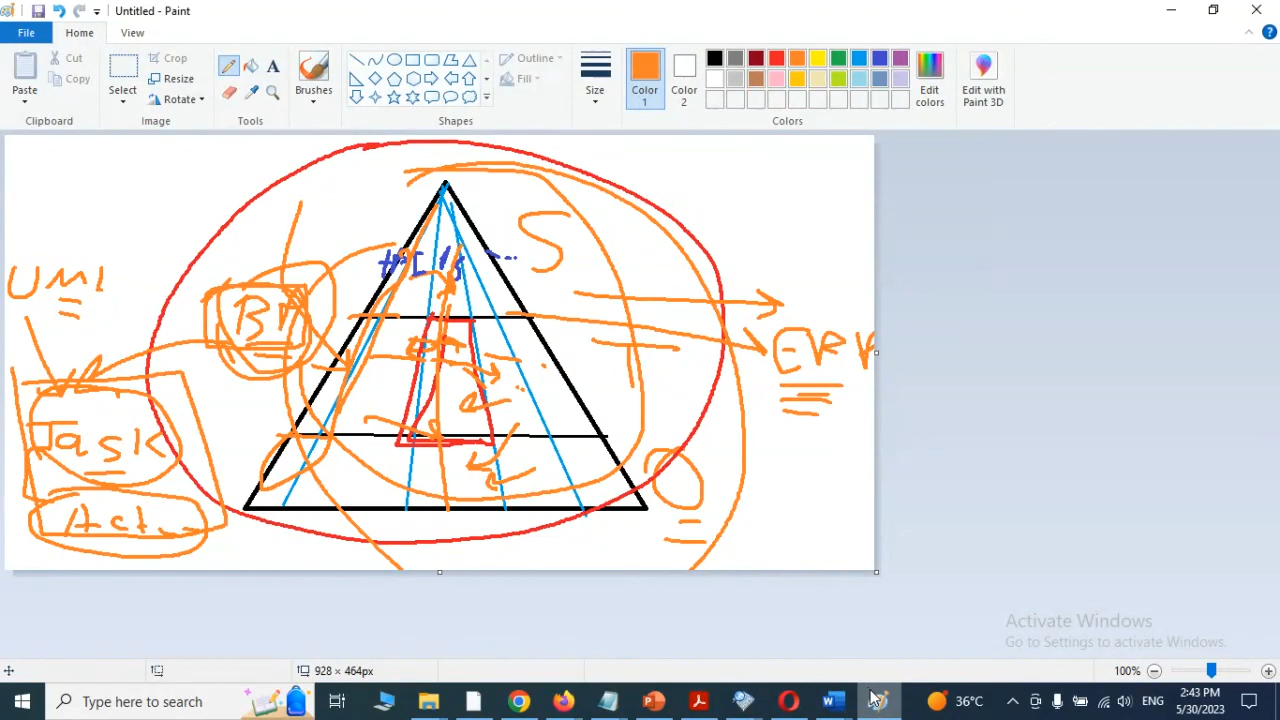 Untitled - Paint
File
Home
View
Paste
Cut
Copy
Clipboard
Select
Crop
Resize
Rotate
Image
Tools
Brushes
Shapes
Outline
Fill
Size
Color 1
Color 2
Edit colors
Edit with Paint 3D
Colors
S
UML
ERP
Task
Act
Activate Windows
Go to Settings to activate Windows.
928 × 464px
100%
Type here to search
36°C
ENG
2:43 PM
5/30/2023